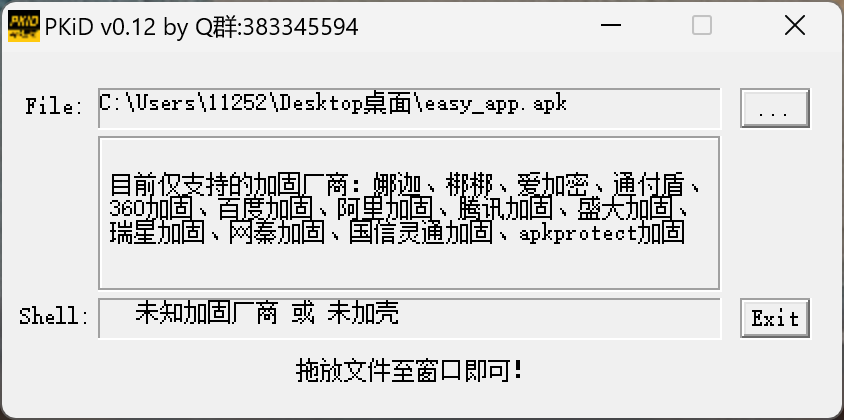 PKiD v0.12 by Q群:383345594
File: C:\Users\11252\Desktop桌面\easy_app.apk ...
目前仅支持的加固厂商：娜迦、梆梆、爱加密、通付盾、
360加固、百度加固、阿里加固、腾讯加固、盛大加固、
瑞星加固、网秦加固、国信灵通加固、apkprotect加固
Shell: 未知加固厂商 或 未加壳 Exit
拖放文件至窗口即可!